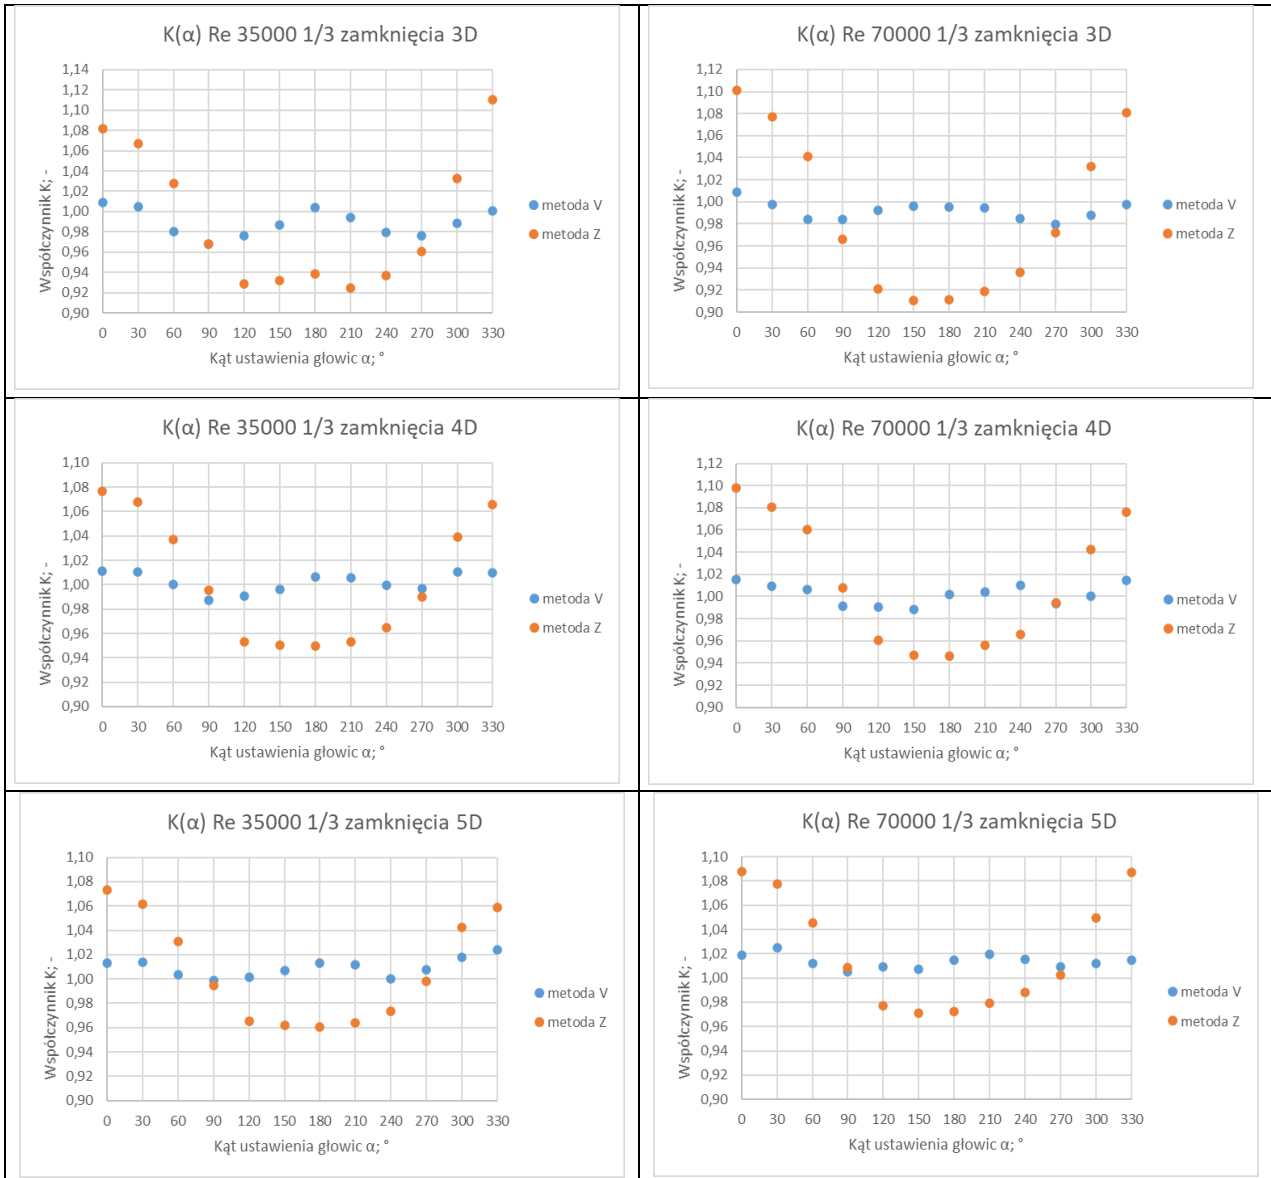 K(α) Re 35000 1/3 zamknięcia 3D
1,14
1,12
1,10
1,08
1,06
1,04
1,02
1,00
0,98
0,96
0,94
0,92
0,90
Współczynnik K; -
0 30 60 90 120 150 180 210 240 270 300 330
Kąt ustawienia głowic α; °
metoda V
metoda Z
K(α) Re 70000 1/3 zamknięcia 3D
1,12
1,10
1,08
1,06
1,04
1,02
1,00
0,98
0,96
0,94
0,92
0,90
Współczynnik K; -
0 30 60 90 120 150 180 210 240 270 300 330
Kąt ustawienia głowic α; °
metoda V
metoda Z
K(α) Re 35000 1/3 zamknięcia 4D
1,10
1,08
1,06
1,04
1,02
1,00
0,98
0,96
0,94
0,92
0,90
Współczynnik K; -
0 30 60 90 120 150 180 210 240 270 300 330
Kąt ustawienia głowic α; °
metoda V
metoda Z
K(α) Re 70000 1/3 zamknięcia 4D
1,12
1,10
1,08
1,06
1,04
1,02
1,00
0,98
0,96
0,94
0,92
0,90
Współczynnik K; -
0 30 60 90 120 150 180 210 240 270 300 330
Kąt ustawienia głowic α; °
metoda V
metoda Z
K(α) Re 35000 1/3 zamknięcia 5D
1,10
1,08
1,06
1,04
1,02
1,00
0,98
0,96
0,94
0,92
0,90
Współczynnik K; -
0 30 60 90 120 150 180 210 240 270 300 330
Kąt ustawienia głowic α; °
metoda V
metoda Z
K(α) Re 70000 1/3 zamknięcia 5D
1,10
1,08
1,06
1,04
1,02
1,00
0,98
0,96
0,94
0,92
0,90
Współczynnik K; -
0 30 60 90 120 150 180 210 240 270 300 330
Kąt ustawienia głowic α; °
metoda V
metoda Z